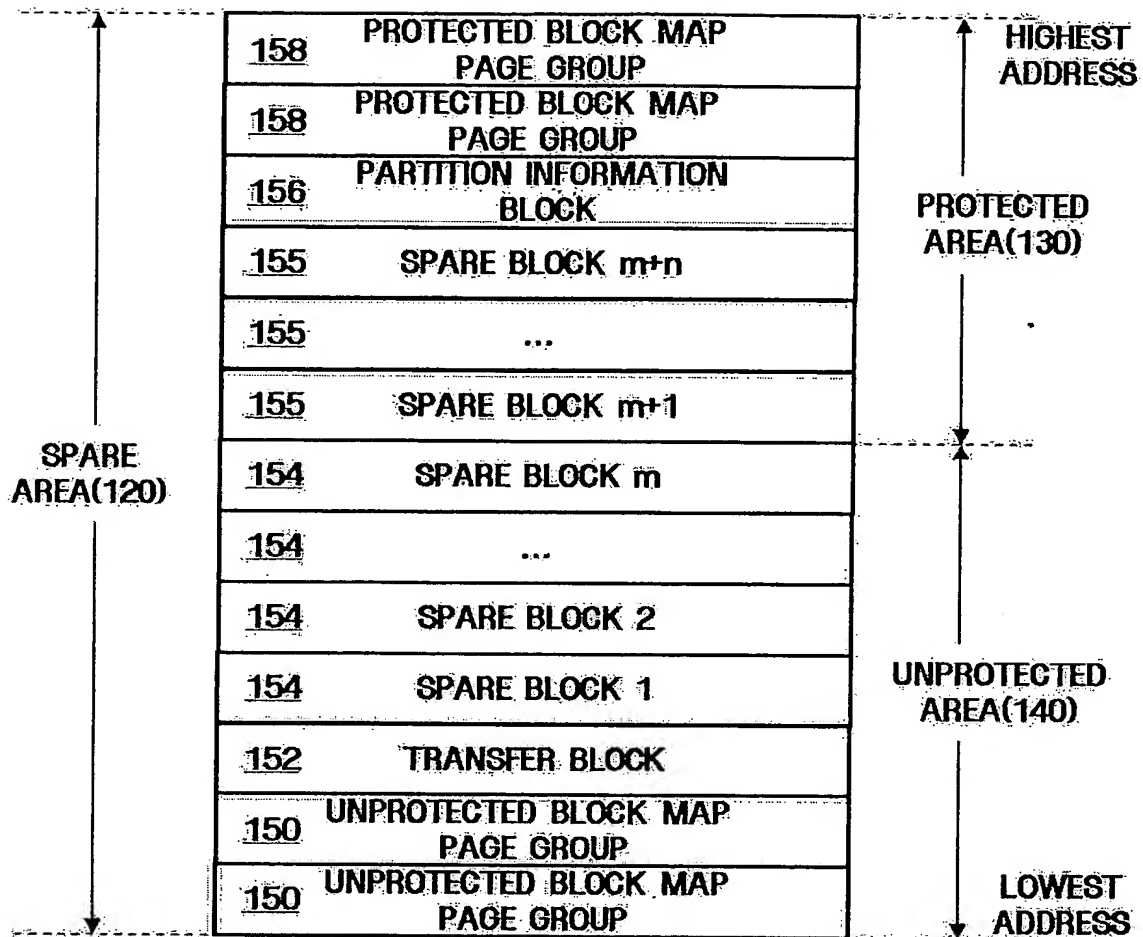 158 PROTECTED BLOCK MAP
PAGE GROUP
158 PROTECTED BLOCK MAP
PAGE GROUP
156 PARTITION INFORMATION
BLOCK
155 SPARE BLOCK m+n
155 ...
155 SPARE BLOCK m+1
154 SPARE BLOCK m
154 ...
154 SPARE BLOCK 2
154 SPARE BLOCK 1
152 TRANSFER BLOCK
150 UNPROTECTED BLOCK MAP
PAGE GROUP
150 UNPROTECTED BLOCK MAP
PAGE GROUP
SPARE
AREA(120)
HIGHEST
ADDRESS
PROTECTED
AREA(130)
UNPROTECTED
AREA(140)
LOWEST
ADDRESS